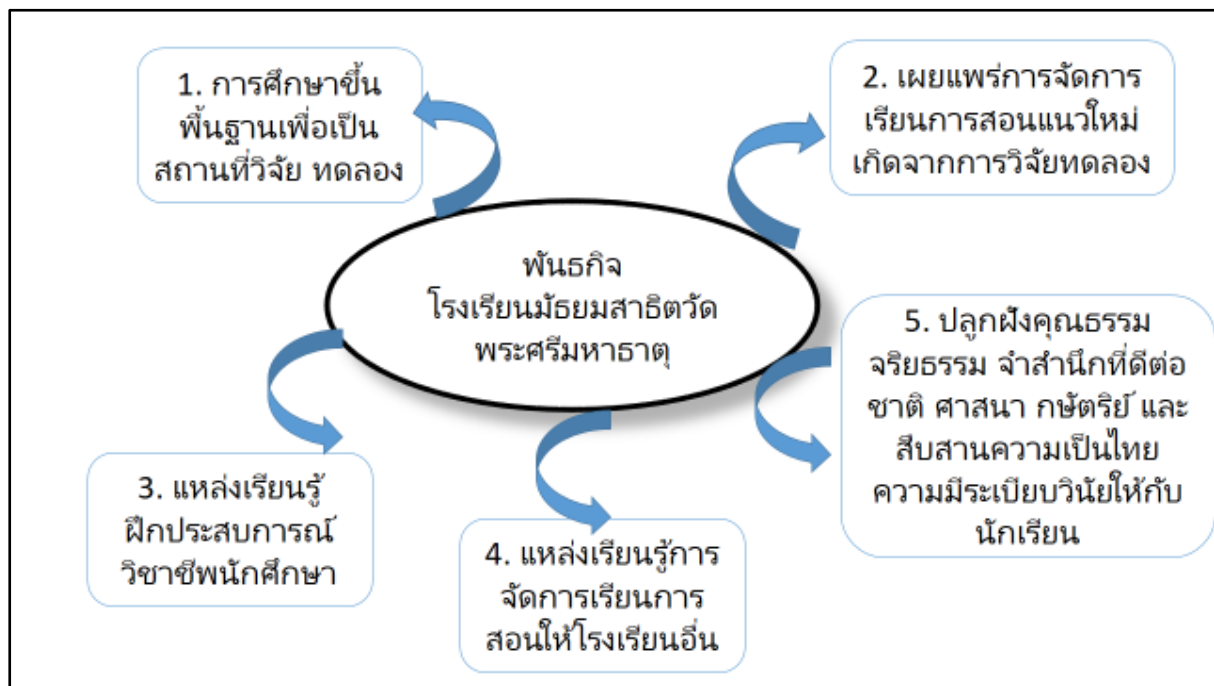 1. การศึกษาขึ้น
พื้นฐานเพื่อเป็น
สถานที่วิจัย ทดลอง
2. เผยแพร่การจัดการ
เรียนการสอนแนวใหม่
เกิดจากการวิจัยทดลอง
พันธกิจ
โรงเรียนมัธยมสาธิตวัด
พระศรีมหาธาตุ
3. แหล่งเรียนรู้
ฝึกประสบการณ์
วิชาชีพนักศึกษา
4. แหล่งเรียนรู้การ
จัดการเรียนการ
สอนให้โรงเรียนอื่น
5. ปลูกฝังคุณธรรม
จริยธรรม จำสำนึกที่ดีต่อ
ชาติ ศาสนา กษัตริย์ และ
สืบสานความเป็นไทย
ความมีระเบียบวินัยให้กับ
นักเรียน